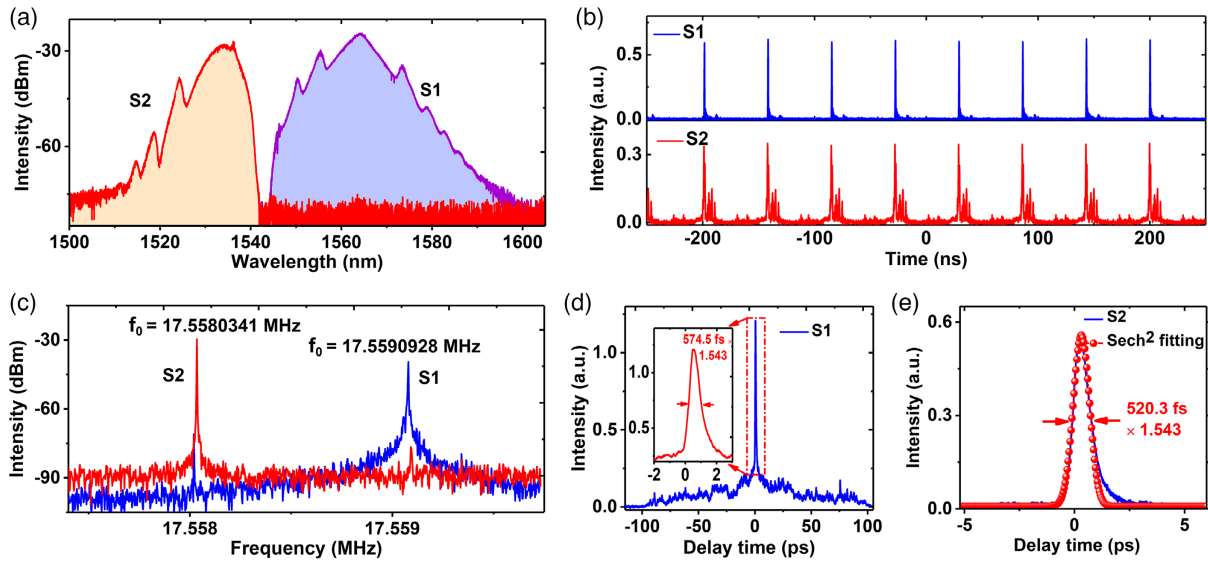 (a)
-30
-60
Intensity (dBm)
S2
S1
1500
1520
1540
1560
1580
1600
Wavelength (nm)
(b)
S1
0.5
0.0
S2
0.3
0.0
Intensity (a.u.)
-200
-100
0
100
200
Time (ns)
(c)
-30
-60
-90
Intensity (dBm)
f0 = 17.5580341 MHz
f0 = 17.5590928 MHz
S2
S1
17.558
17.559
Frequency (MHz)
(d)
S1
1.2
0.9
0.6
0.3
0.0
Intensity (a.u.)
574.5 fs ×
1.543
1.0
0.5
-2
0
2
-100
-50
0
50
100
Delay time (ps)
(e)
S2
Sech2 fitting
0.6
0.3
0.0
Intensity (a.u.)
520.3 fs
× 1.543
-5
0
5
Delay time (ps)